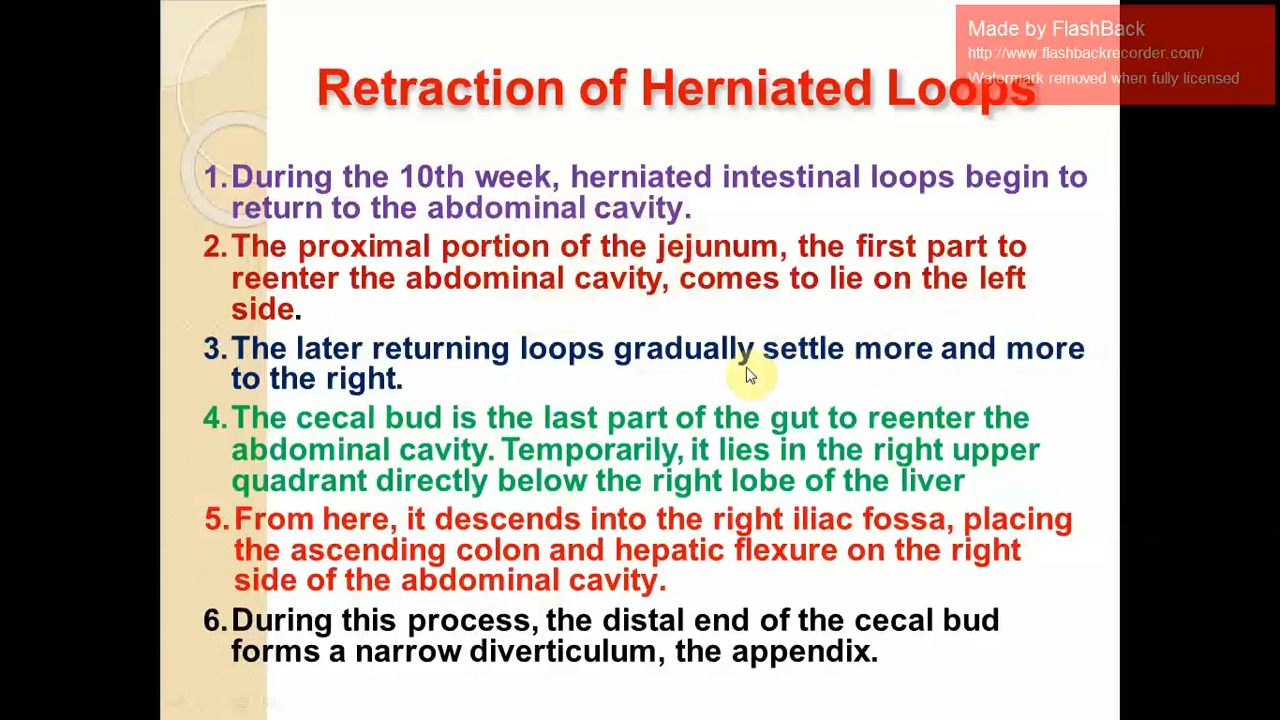 Made by FlashBack
http://www.flashbackrecorder.com/
Watermark removed when fully licensed
Retraction of Herniated Loops
1. During the 10th week, herniated intestinal loops begin to
return to the abdominal cavity.
2. The proximal portion of the jejunum, the first part to
reenter the abdominal cavity, comes to lie on the left
side.
3. The later returning loops gradually settle more and more
to the right.
4. The cecal bud is the last part of the gut to reenter the
abdominal cavity. Temporarily, it lies in the right upper
quadrant directly below the right lobe of the liver
5. From here, it descends into the right iliac fossa, placing
the ascending colon and hepatic flexure on the right
side of the abdominal cavity.
6. During this process, the distal end of the cecal bud
forms a narrow diverticulum, the appendix.